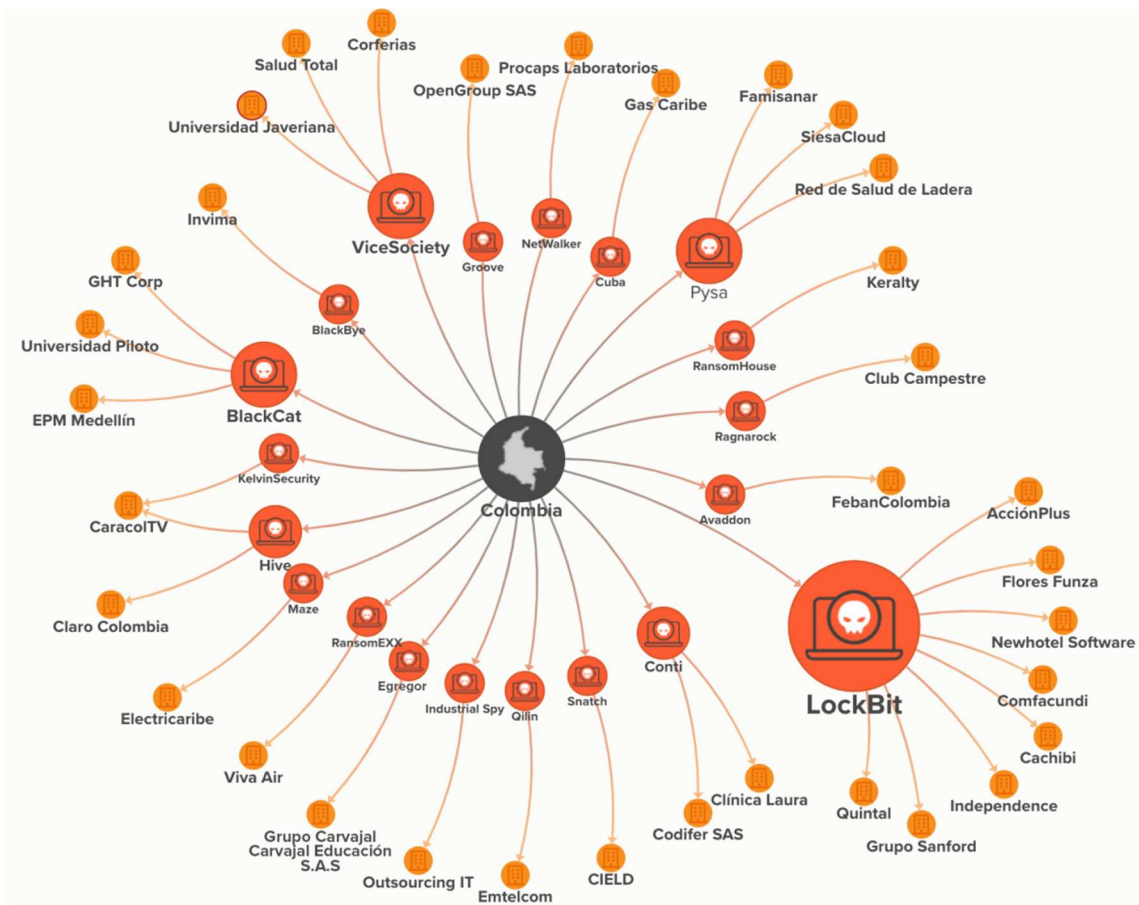 Corferias
Salud Total
Procaps Laboratorios
OpenGroup SAS
Famisanar
Gas Caribe
Universidad Javeriana
SiesaCloud
Red de Salud de Ladera
Invima
ViceSociety
NetWalker
Groove
Cuba
Pysa
GHT Corp
Keralty
BlackBye
Universidad Piloto
RansomHouse
Club Campestre
BlackCat
EPM Medellín
Ragnarock
KelvinSecurity
FebanColombia
Colombia
AcciónPlus
Avaddon
CaracolTV
Hive
Flores Funza
Maze
Claro Colombia
RansomEXX
Newhotel Software
Conti
Egregor
Industrial Spy
Qilin
Snatch
Comfacundi
LockBit
Electricaribe
Cachibi
Viva Air
Clínica Laura
Independence
Quintal
Codifer SAS
Grupo Sanford
Grupo Carvajal
Carvajal Educación
S.A.S
Outsourcing IT
CIELD
Emtelcom